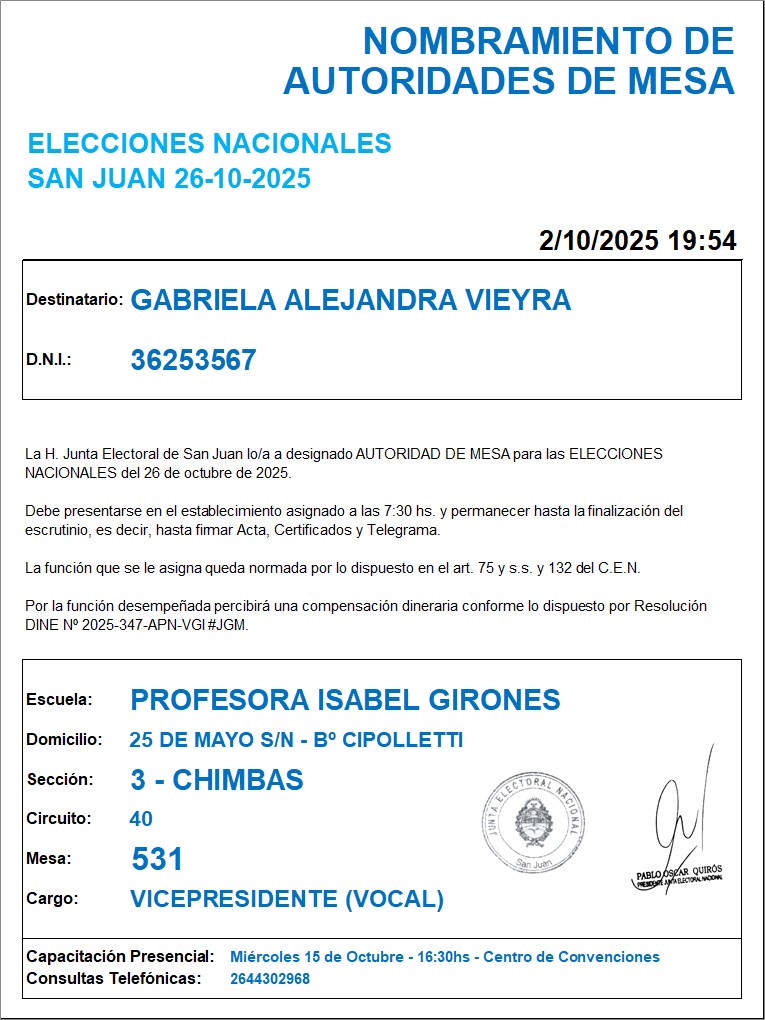 NOMBRAMIENTO DE
AUTORIDADES DE MESA
ELECCIONES NACIONALES
SAN JUAN 26-10-2025
2/10/2025 19:54
Destinatario: GABRIELA ALEJANDRA VIEYRA
D.N.I.: 36253567
La H. Junta Electoral de San Juan lo/a a designado AUTORIDAD DE MESA para las ELECCIONES
NACIONALES del 26 de octubre de 2025.
Debe presentarse en el establecimiento asignado a las 7:30 hs. y permanecer hasta la finalización del
escrutinio, es decir, hasta firmar Acta, Certificados y Telegrama.
La función que se le asigna queda normada por lo dispuesto en el art. 75 y s.s. y 132 del C.E.N.
Por la función desempeñada percibirá una compensación dineraria conforme lo dispuesto por Resolución
DINE Nº 2025-347-APN-VGI#JGM.
Escuela: PROFESORA ISABEL GIRONES
Domicilio: 25 DE MAYO S/N - Bº CIPOLLETTI
Sección: 3 - CHIMBAS
Circuito: 40
Mesa: 531
Cargo: VICEPRESIDENTE (VOCAL)
JUNTA ELECTORAL NACIONAL
San Juan
PABLO OSCAR QUIRÓS
PRESIDENTE JUNTA ELECTORAL NACIONAL
Capacitación Presencial: Miércoles 15 de Octubre - 16:30hs - Centro de Convenciones
Consultas Telefónicas: 2644302968